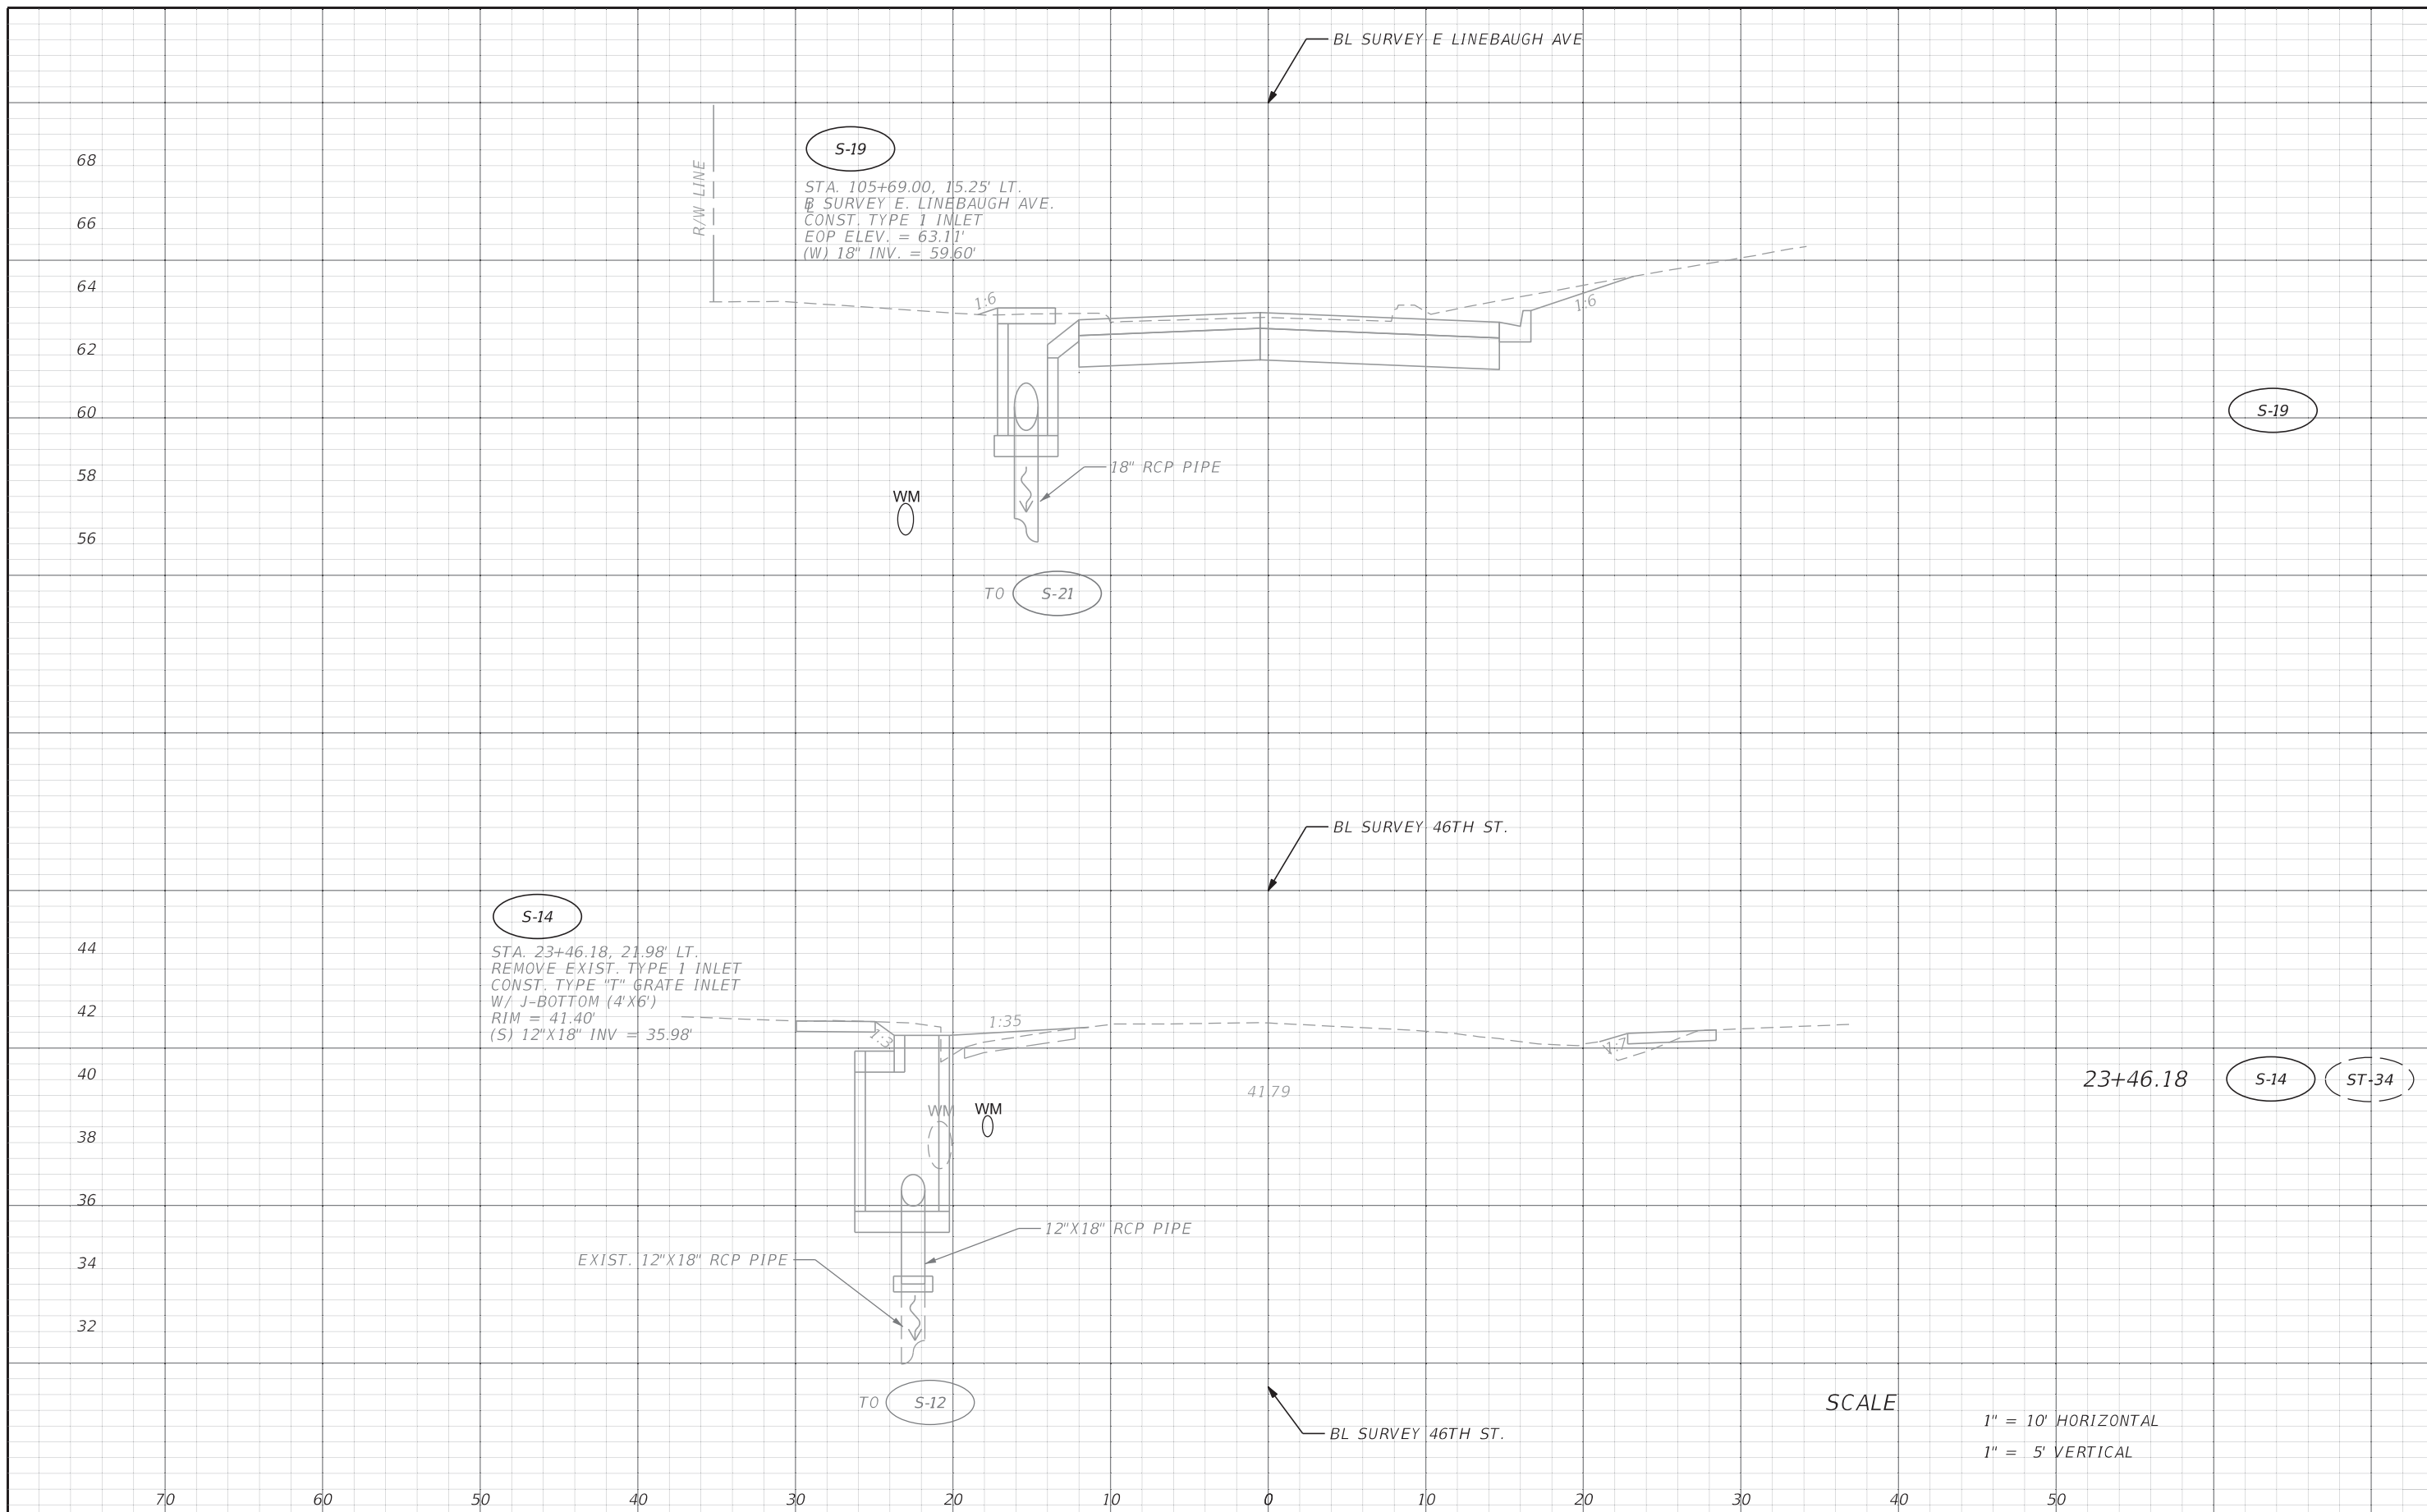 BL SURVEY E LINEBAUGH AVE
68
66
64
62
60
58
56
R/W LINE
S-19
STA. 105+69.00, 15.25' LT.
BL SURVEY E. LINEBAUGH AVE.
CONST. TYPE 1 INLET
EOP ELEV. = 63.11'
(W) 18" INV. = 59.60'
1:6
1:6
S-19
18" RCP PIPE
WM
TO S-21
BL SURVEY 46TH ST.
44
42
40
38
36
34
32
S-14
STA. 23+46.18, 21.98' LT.
REMOVE EXIST. TYPE 1 INLET
CONST. TYPE "T" GRATE INLET
W/ J-BOTTOM (4'X6')
RIM = 41.40'
(S) 12"X18" INV = 35.98'
1:3
1:35
1:7
41.79
23+46.18 S-14 ST-34
WM WM
12"X18" RCP PIPE
EXIST. 12"X18" RCP PIPE
TO S-12
BL SURVEY 46TH ST.
SCALE
1" = 10' HORIZONTAL
1" = 5' VERTICAL
70 60 50 40 30 20 10 0 10 20 30 40 50